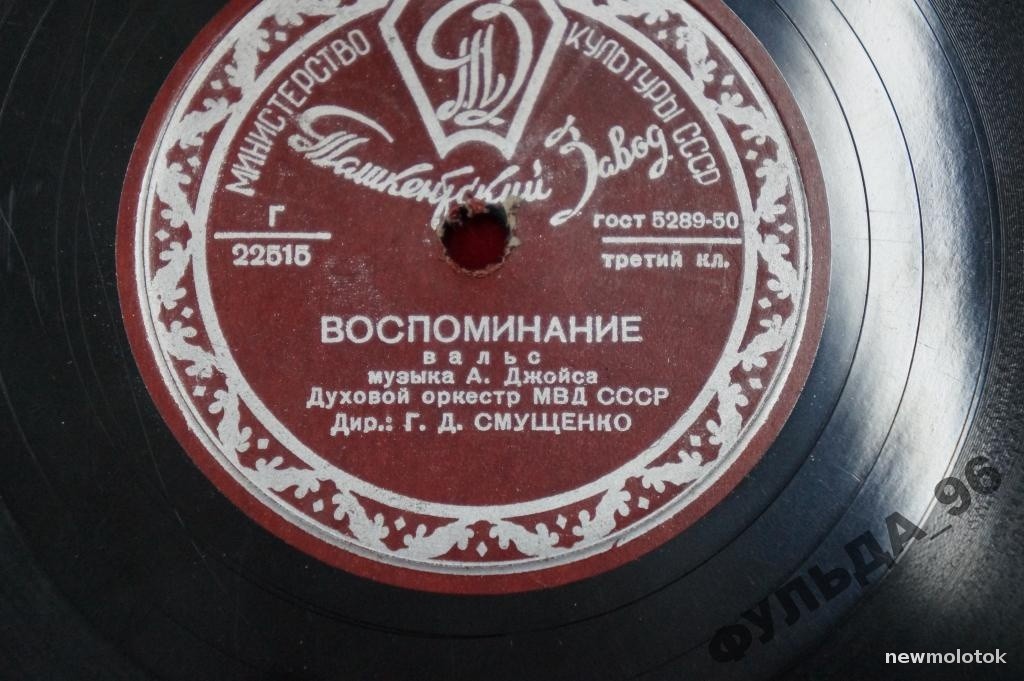 МИНИСТЕРСТВО КУЛЬТУРЫ СССР
Ташкентский Завод
Г
22515
ГОСТ 5289-50
третий кл.
ВОСПОМИНАНИЕ
вальс
музыка А. Джойса
Духовой оркестр МВД СССР
Дир.: Г. Д. СМУЩЕНКО
ФУЛЬДА_96
newmolotok